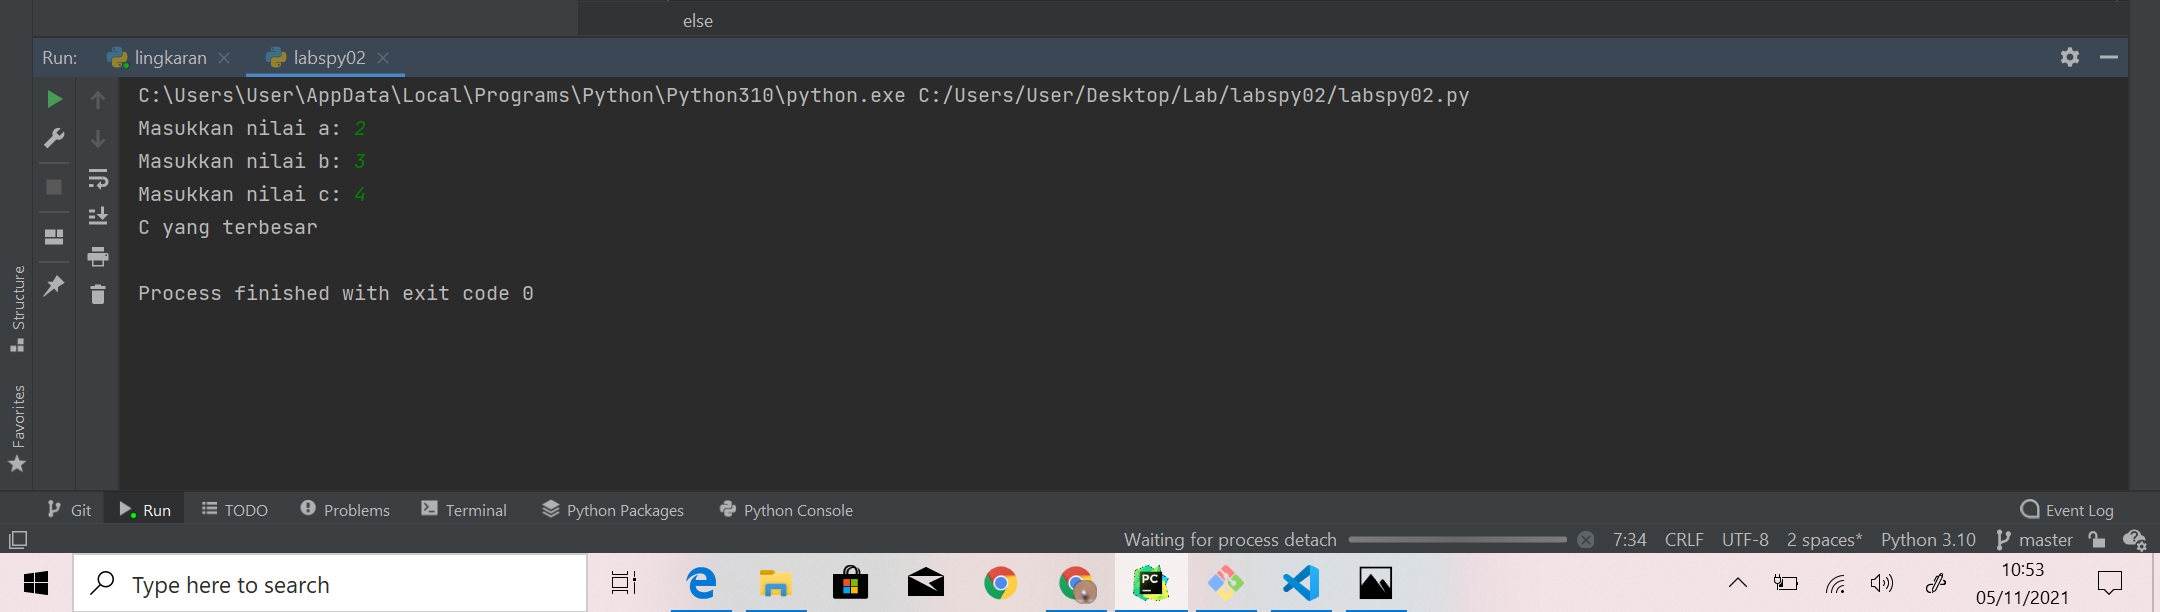 else
Run: lingkaran labspy02
C:\Users\User\AppData\Local\Programs\Python\Python310\python.exe C:/Users/User/Desktop/Lab/labspy02/labspy02.py
Masukkan nilai a: 2
Masukkan nilai b: 3
Masukkan nilai c: 4
C yang terbesar
Process finished with exit code 0
Structure
Favorites
Git Run TODO Problems Terminal Python Packages Python Console Event Log
Waiting for process detach 7:34 CRLF UTF-8 2 spaces* Python 3.10 master
PC
Type here to search
10:53
05/11/2021